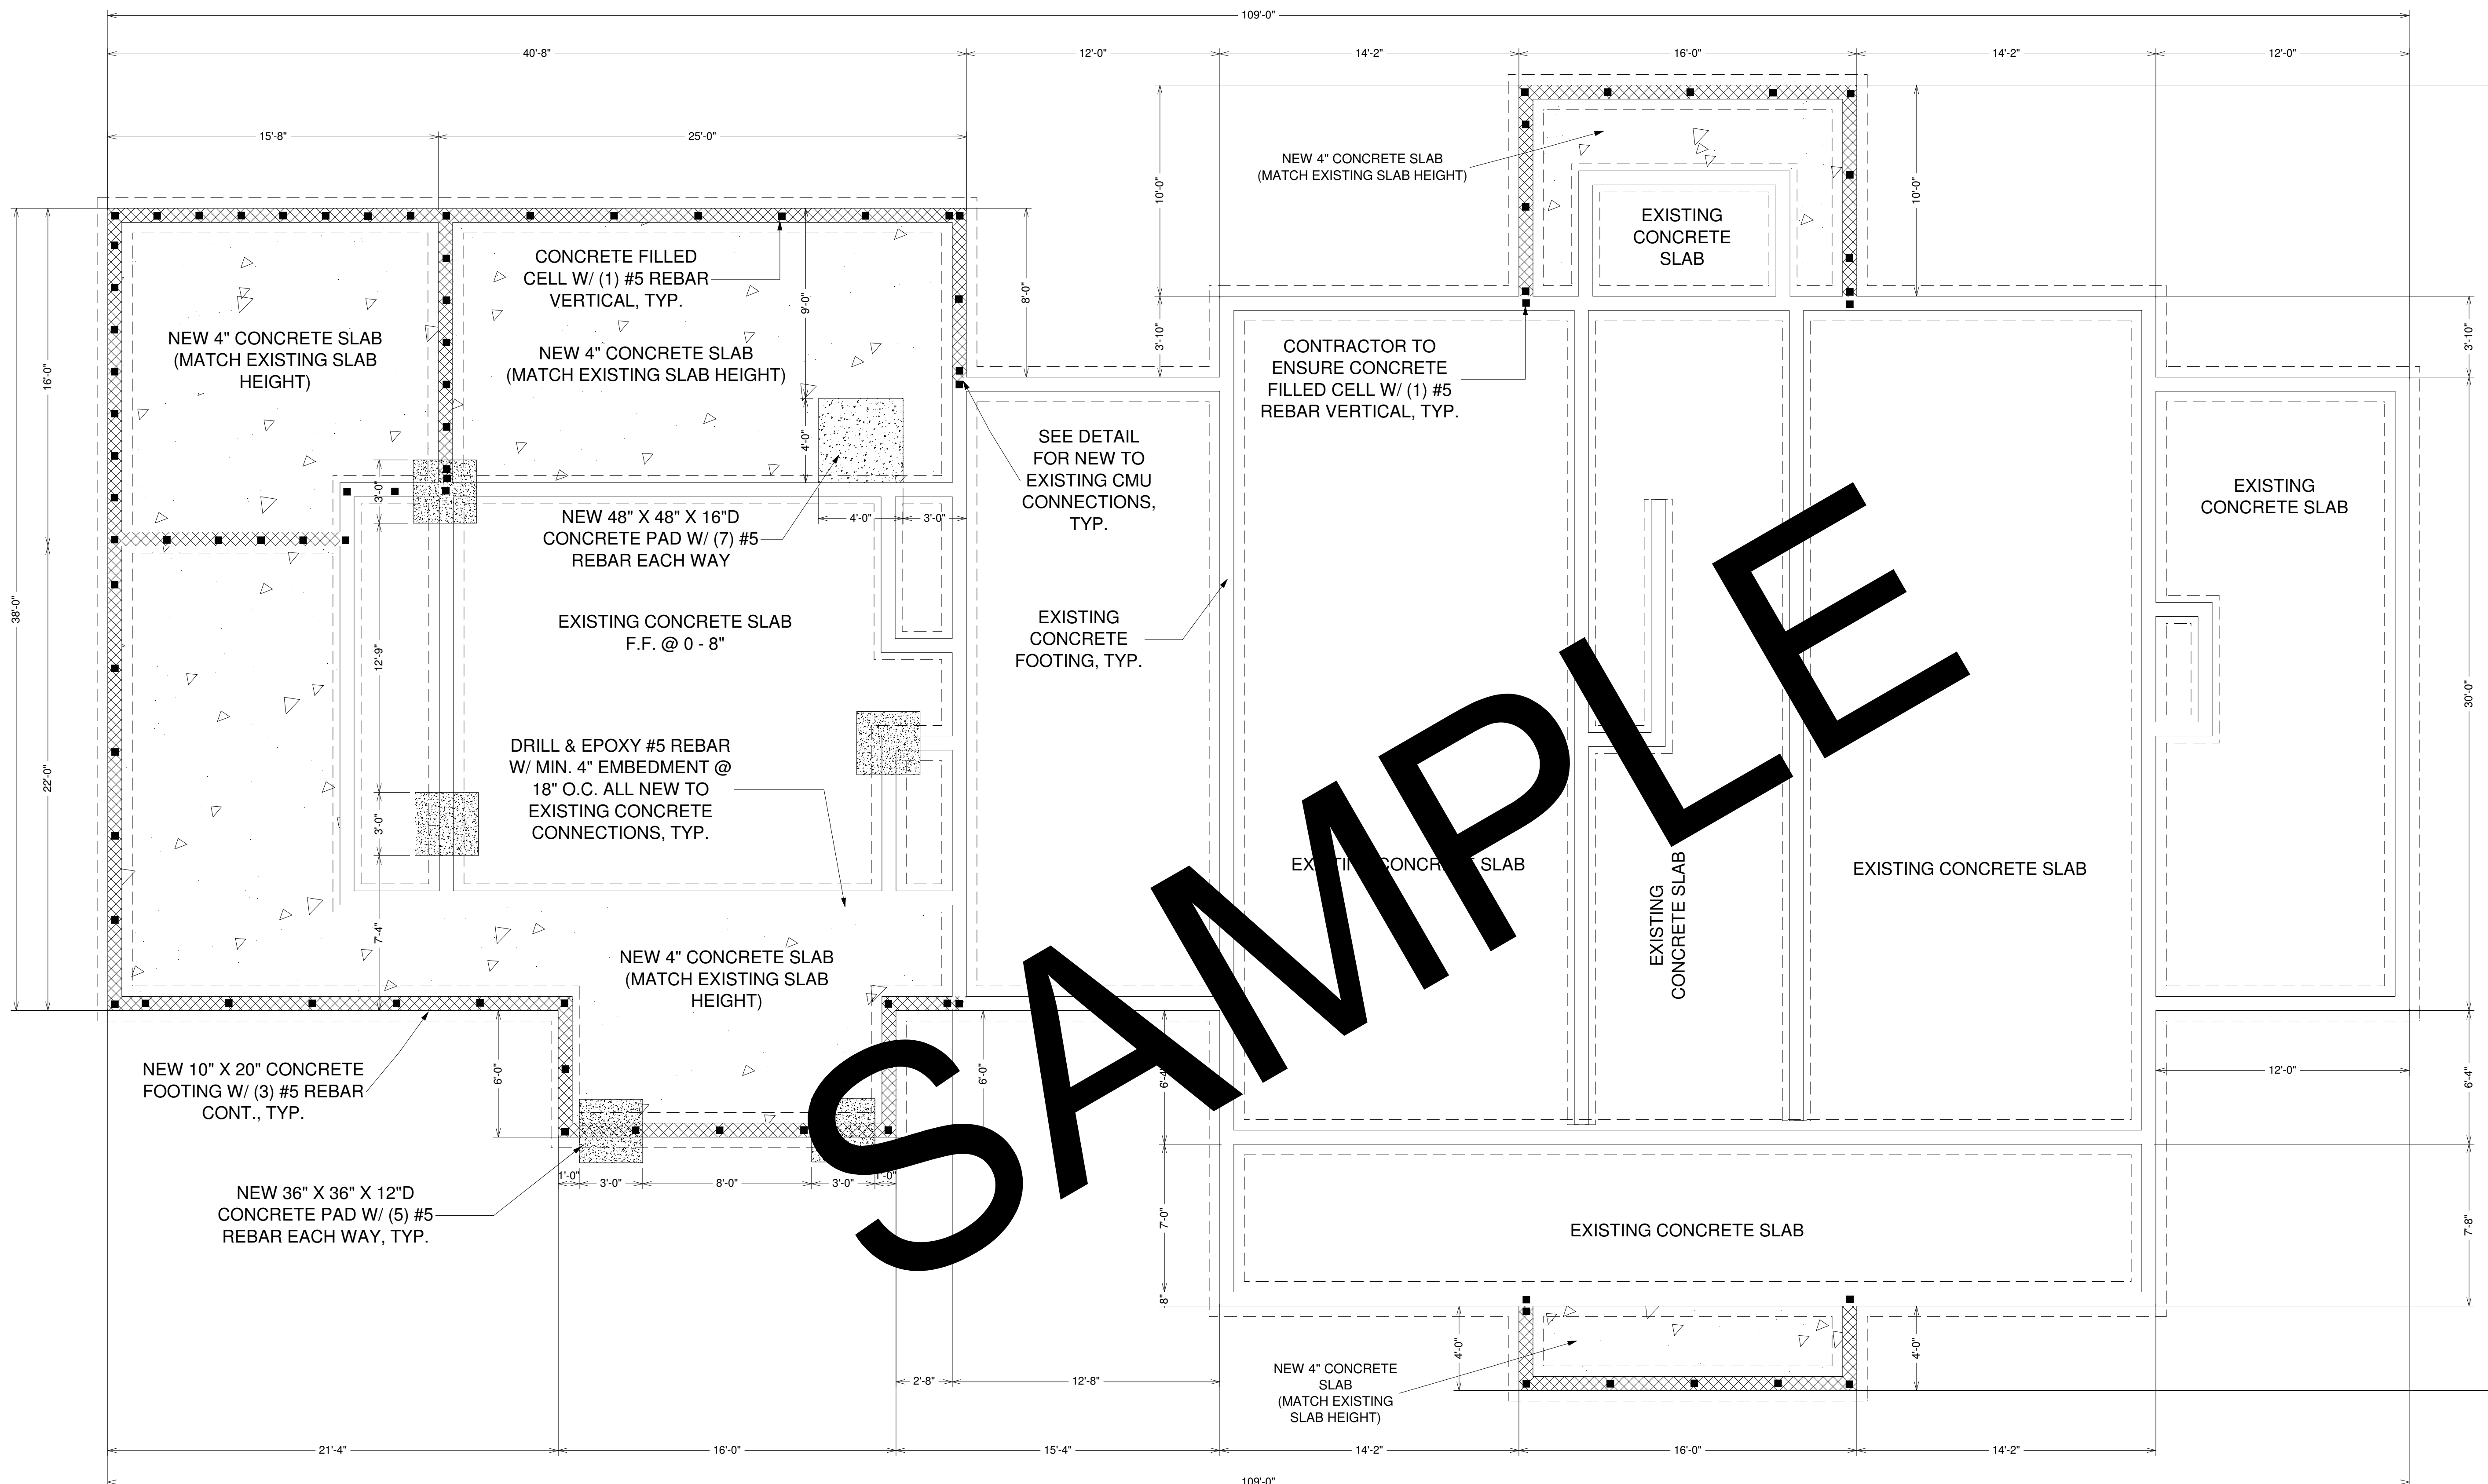 109'-0"
40'-8"
12'-0"
14'-2"
16'-0"
14'-2"
12'-0"
15'-8"
25'-0"
NEW 4" CONCRETE SLAB
(MATCH EXISTING SLAB HEIGHT)
10'-0"
10'-0"
EXISTING
CONCRETE
SLAB
CONCRETE FILLED
CELL W/ (1) #5 REBAR
VERTICAL, TYP.
9'-0"
8'-0"
3'-10"
3'-10"
NEW 4" CONCRETE SLAB
(MATCH EXISTING SLAB
HEIGHT)
NEW 4" CONCRETE SLAB
(MATCH EXISTING SLAB HEIGHT)
CONTRACTOR TO
ENSURE CONCRETE
FILLED CELL W/ (1) #5
REBAR VERTICAL, TYP.
16'-0"
38'-0"
22'-0"
4'-0"
3'-0"
4'-0"
3'-0"
SEE DETAIL
FOR NEW TO
EXISTING CMU
CONNECTIONS,
TYP.
EXISTING
CONCRETE SLAB
NEW 48" X 48" X 16"D
CONCRETE PAD W/ (7) #5
REBAR EACH WAY
EXISTING CONCRETE SLAB
F.F. @ 0 - 8"
EXISTING
CONCRETE
FOOTING, TYP.
12'-9"
30'-0"
DRILL & EPOXY #5 REBAR
W/ MIN. 4" EMBEDMENT @
18" O.C. ALL NEW TO
EXISTING CONCRETE
CONNECTIONS, TYP.
3'-0"
7'-4"
EXISTING CONCRETE SLAB
EXISTING
CONCRETE SLAB
EXISTING CONCRETE SLAB
SAMPLE
NEW 4" CONCRETE SLAB
(MATCH EXISTING SLAB
HEIGHT)
NEW 10" X 20" CONCRETE
FOOTING W/ (3) #5 REBAR
CONT., TYP.
6'-0"
6'-0"
6'-4"
12'-0"
6'-4"
1'-0"
3'-0"
8'-0"
3'-0"
1'-0"
NEW 36" X 36" X 12"D
CONCRETE PAD W/ (5) #5
REBAR EACH WAY, TYP.
7'-0"
EXISTING CONCRETE SLAB
7'-8"
8"
4'-0"
4'-0"
NEW 4" CONCRETE
SLAB
(MATCH EXISTING
SLAB HEIGHT)
2'-8"
12'-8"
21'-4"
16'-0"
15'-4"
14'-2"
16'-0"
14'-2"
109'-0"